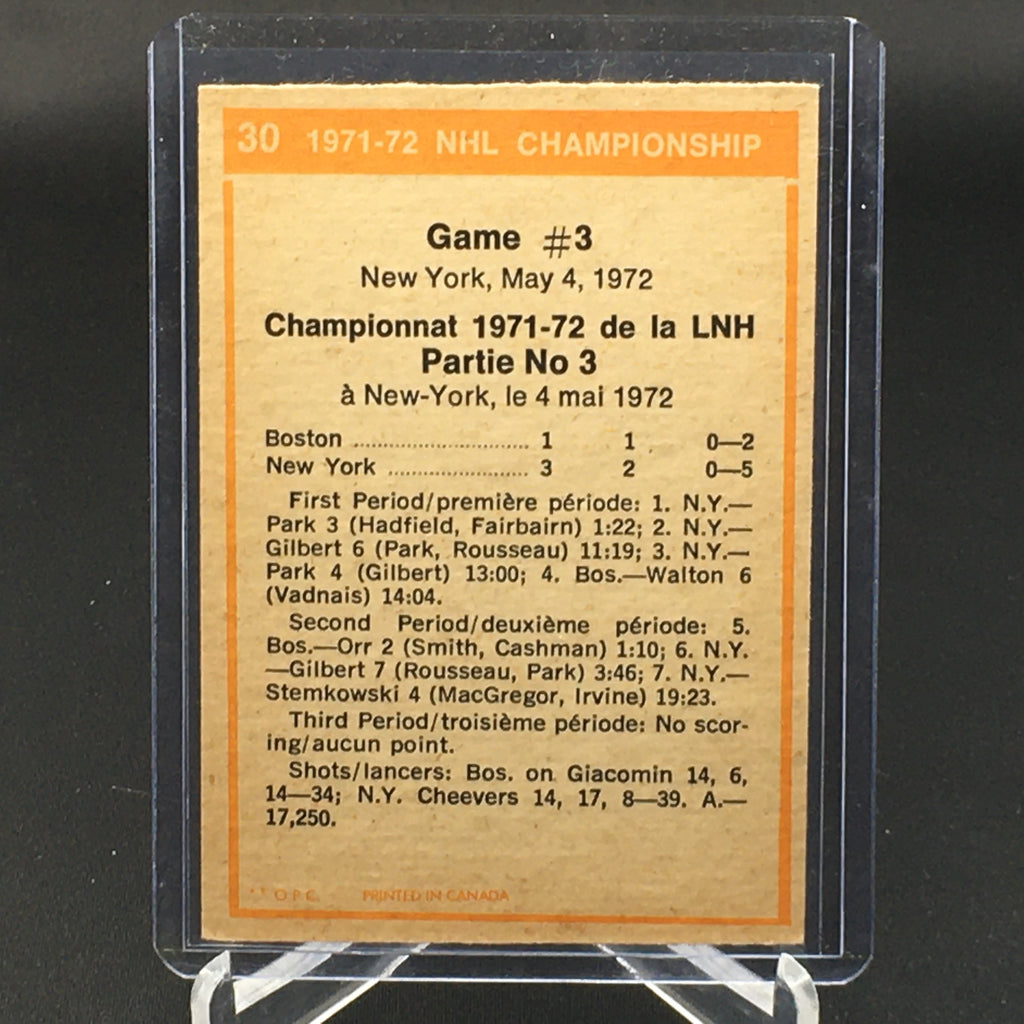 30 1971-72 NHL CHAMPIONSHIP
Game #3
New York, May 4, 1972
Championnat 1971-72 de la LNH
Partie No 3
à New-York, le 4 mai 1972
Boston .............................. 1 1 0—2
New York ........................ 3 2 0—5
First Period/première période: 1. N.Y.—
Park 3 (Hadfield, Fairbairn) 1:22; 2. N.Y.—
Gilbert 6 (Park, Rousseau) 11:19; 3. N.Y.—
Park 4 (Gilbert) 13:00; 4. Bos.—Walton 6
(Vadnais) 14:04.
Second Period/deuxième période: 5.
Bos.—Orr 2 (Smith, Cashman) 1:10; 6. N.Y.
—Gilbert 7 (Rousseau, Park) 3:46; 7. N.Y.—
Stemkowski 4 (MacGregor, Irvine) 19:23.
Third Period/troisième période: No scor-
ing/aucun point.
Shots/lancers: Bos. on Giacomin 14, 6,
14—34; N.Y. Cheevers 14, 17, 8—39. A.—
17,250.
O.P.C. PRINTED IN CANADA